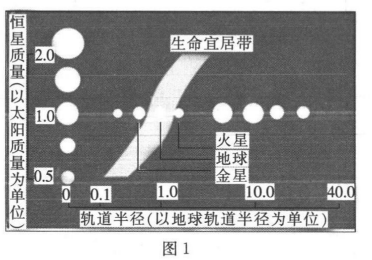 恒星质量(以太阳质量为单位)
生命宜居带
2.0
1.0
0.5
火星
地球
金星
0 0.1 1.0 10.0 40.0
轨道半径(以地球轨道半径为单位)
图1